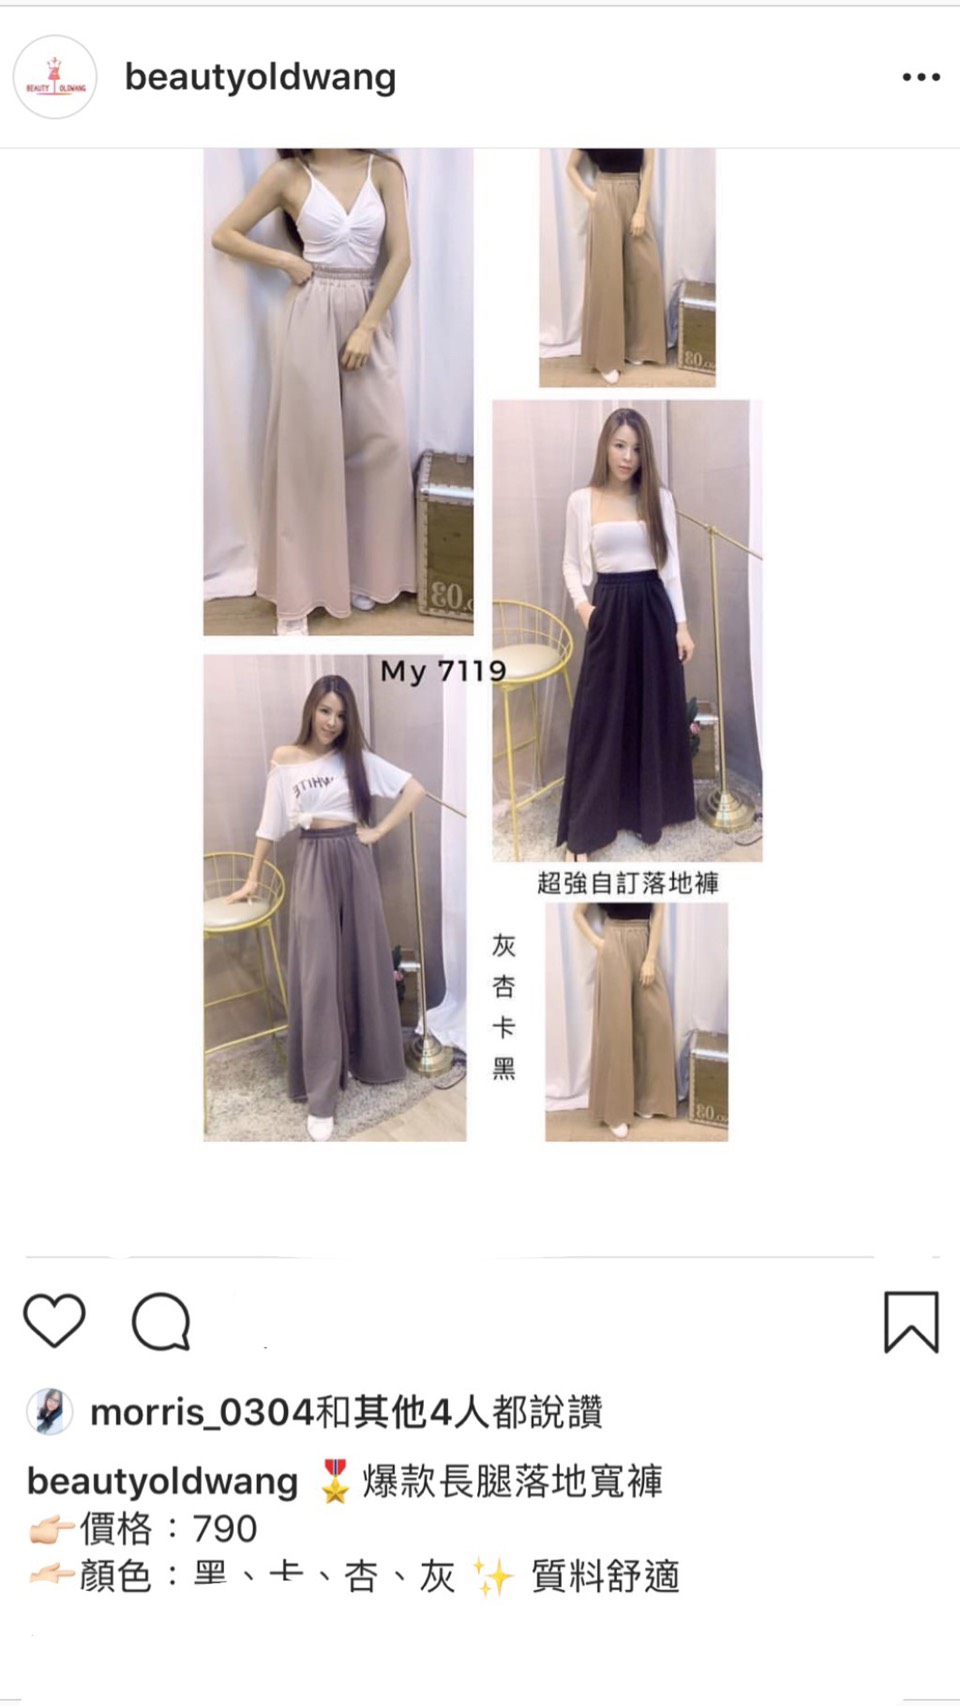 BEAUTY OLDWANG
beautyoldwang
80.
80.
My 7119
WHITE
超強自訂落地褲
灰
杏
卡
黑
80.
morris_0304和其他4人都說讚
beautyoldwang 🎖️爆款長腿落地寬褲
👉🏻價格：790
👉🏻顏色：黑、卡、杏、灰 ✨ 質料舒適